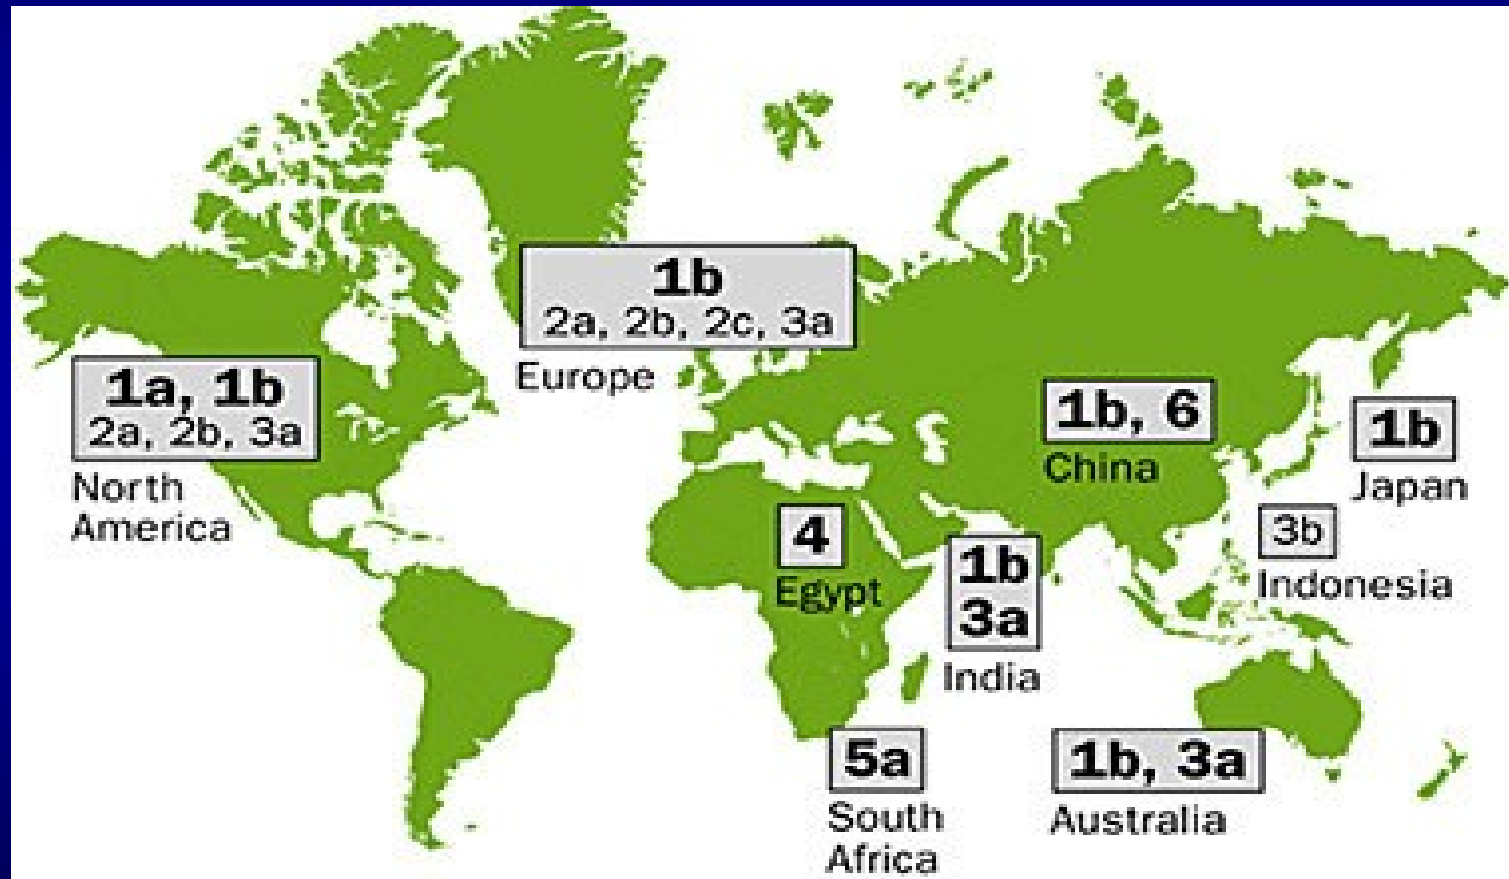 1b
2a, 2b, 2c, 3a
Europe
1a, 1b
2a, 2b, 3a
North
America
1b, 6
China
1b
Japan
4
Egypt
1b
3a
India
3b
Indonesia
5a
South
Africa
1b, 3a
Australia